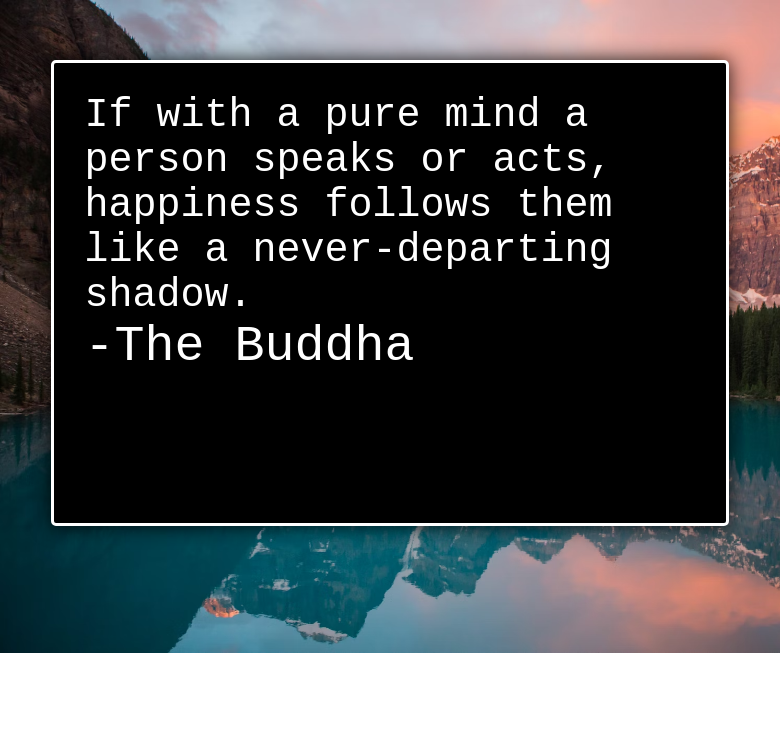 If with a pure mind a
person speaks or acts,
happiness follows them
like a never-departing
shadow.
-The Buddha